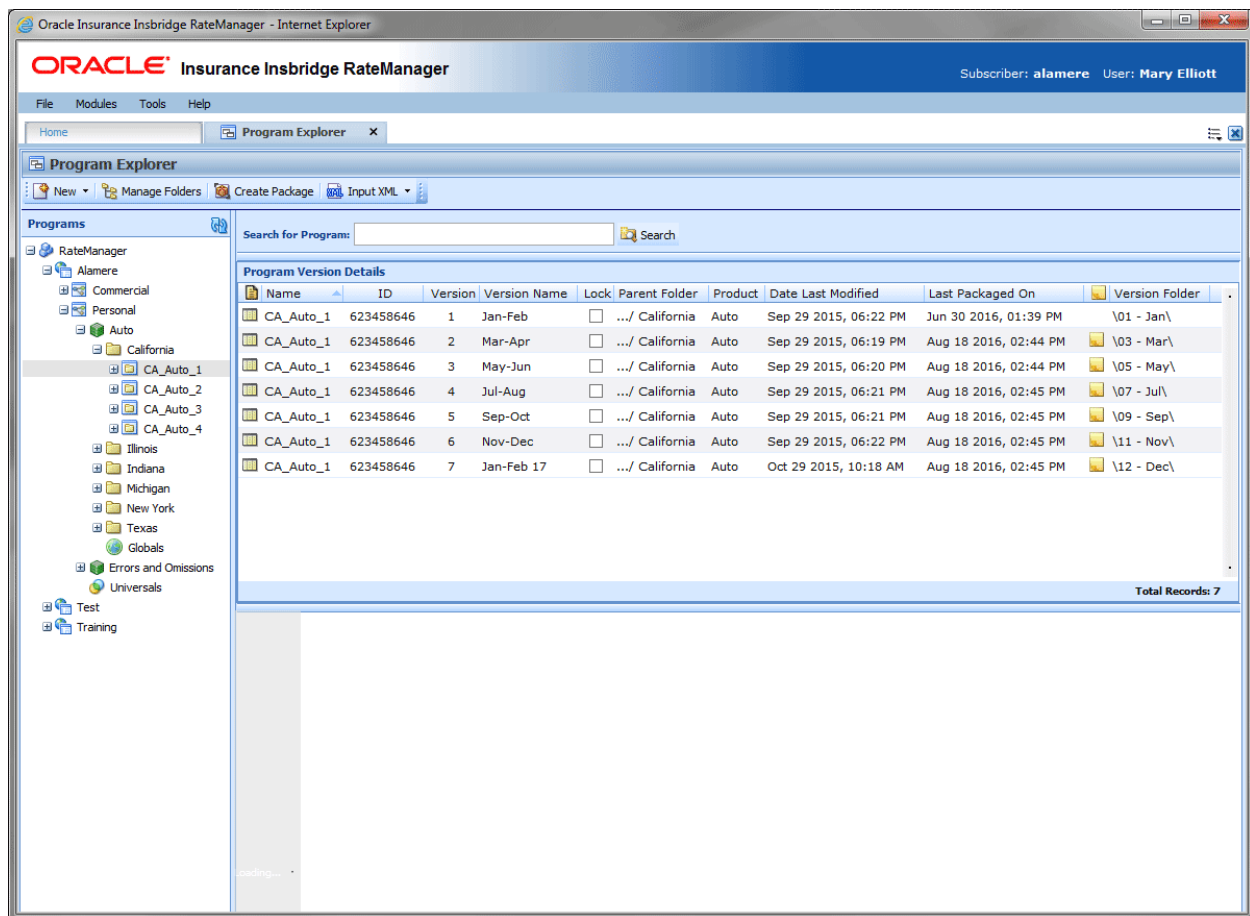 Oracle Insurance Insbridge RateManager - Internet Explorer
ORACLE® Insurance Insbridge RateManager
Subscriber: alamere User: Mary Elliott
File Modules Tools Help
Home Program Explorer
Program Explorer
New Manage Folders Create Package Input XML
Programs
RateManager
Alamere
Commercial
Personal
Auto
California
CA_Auto_1
CA_Auto_2
CA_Auto_3
CA_Auto_4
Illinois
Indiana
Michigan
New York
Texas
Globals
Errors and Omissions
Universals
Test
Training
Search for Program: Search
Program Version Details
Name ID Version Version Name Lock Parent Folder Product Date Last Modified Last Packaged On Version Folder
CA_Auto_1 623458646 1 Jan-Feb .../ California Auto Sep 29 2015, 06:22 PM Jun 30 2016, 01:39 PM \01 - Jan\
CA_Auto_1 623458646 2 Mar-Apr .../ California Auto Sep 29 2015, 06:19 PM Aug 18 2016, 02:44 PM \03 - Mar\
CA_Auto_1 623458646 3 May-Jun .../ California Auto Sep 29 2015, 06:20 PM Aug 18 2016, 02:44 PM \05 - May\
CA_Auto_1 623458646 4 Jul-Aug .../ California Auto Sep 29 2015, 06:21 PM Aug 18 2016, 02:45 PM \07 - Jul\
CA_Auto_1 623458646 5 Sep-Oct .../ California Auto Sep 29 2015, 06:21 PM Aug 18 2016, 02:45 PM \09 - Sep\
CA_Auto_1 623458646 6 Nov-Dec .../ California Auto Sep 29 2015, 06:22 PM Aug 18 2016, 02:45 PM \11 - Nov\
CA_Auto_1 623458646 7 Jan-Feb 17 .../ California Auto Oct 29 2015, 10:18 AM Aug 18 2016, 02:45 PM \12 - Dec\
Total Records: 7
Loading...